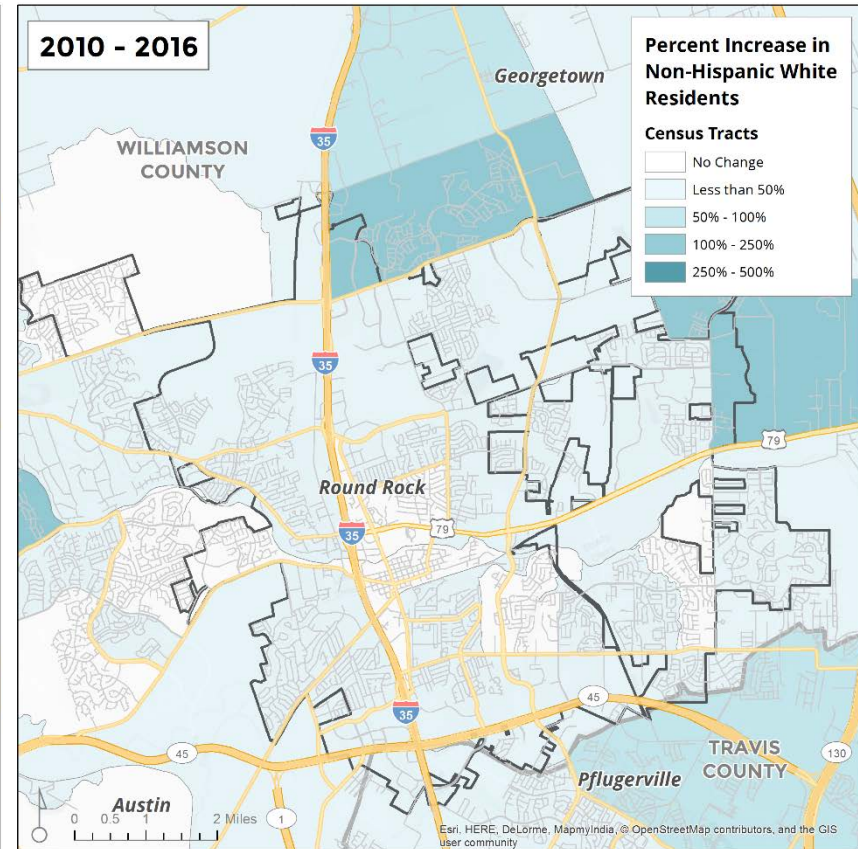 2010 - 2016
Percent Increase in
Non-Hispanic White
Residents
Census Tracts
No Change
Less than 50%
50% - 100%
100% - 250%
250% - 500%
Georgetown
35
WILLIAMSON
COUNTY
35
79
Round Rock
79
35
45
35
45
TRAVIS
COUNTY
130
Pflugerville
Austin
1
0 0.5 1 2 Miles
Esri, HERE, DeLorme, MapmyIndia, © OpenStreetMap contributors, and the GIS
user community